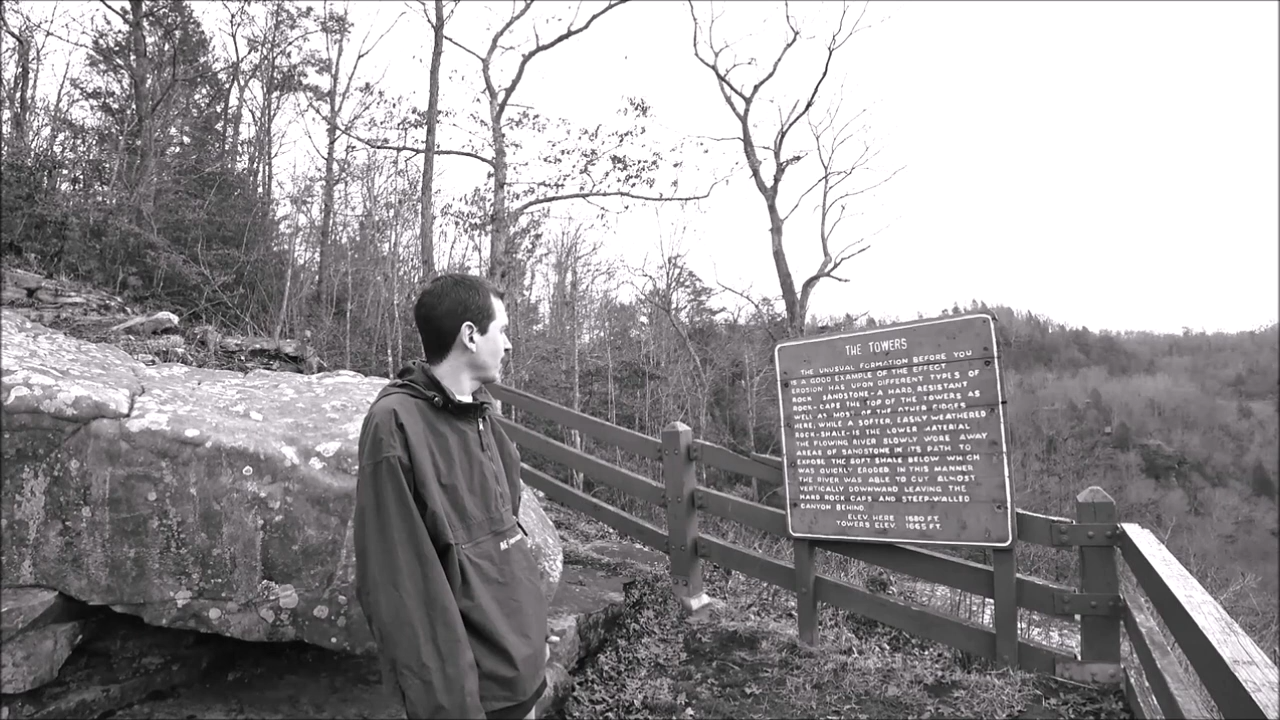 THE TOWERS
THE UNUSUAL FORMATION BEFORE YOU
IS A GOOD EXAMPLE OF THE EFFECT
EROSION HAS UPON DIFFERENT TYPES OF
ROCK. SANDSTONE-A HARD, RESISTANT
ROCK-CAPS THE TOP OF THE TOWERS AS
WELL AS MOST OF THE OTHER RIDGES
HERE, WHILE A SOFTER, EASILY WEATHERED
ROCK-SHALE-IS THE LOWER MATERIAL
THE FLOWING RIVER SLOWLY WORE AWAY
AREAS OF SANDSTONE IN ITS PATH TO
EXPOSE THE SOFT SHALE BELOW WHICH
WAS QUICKLY ERODED. IN THIS MANNER
THE RIVER WAS ABLE TO CUT ALMOST
VERTICALLY DOWNWARD LEAVING THE
HARD ROCK CAPS AND STEEP-WALLED
CANYON BEHIND.
ELEV. HERE 1680 FT.
TOWERS ELEV. 1665 FT.